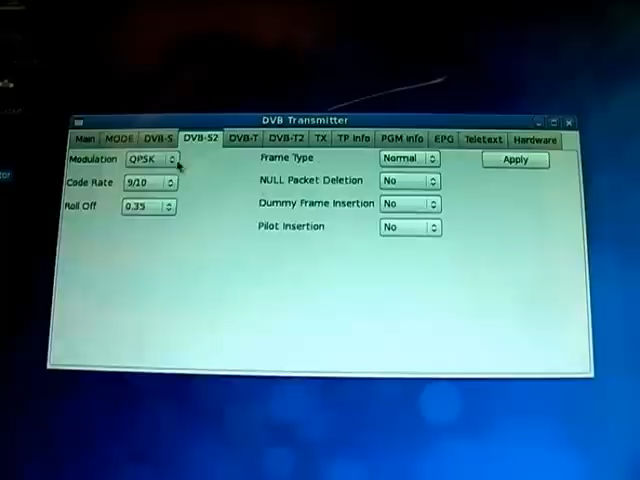 DVB Transmitter
Main MODE DVB-S DVB-S2 DVB-T DVB-T2 TX TP Info PGM Info EPG Teletext Hardware
Modulation QPSK Frame Type Normal Apply
Code Rate 9/10 NULL Packet Deletion No
Roll Off 0.35 Dummy Frame Insertion No
Pilot Insertion No